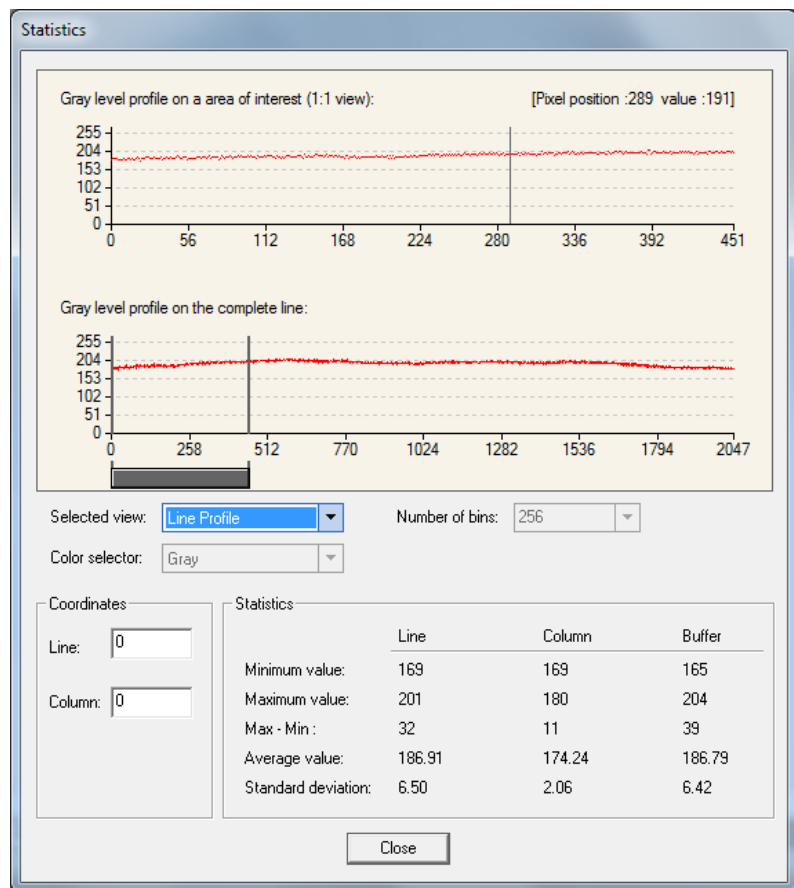 Statistics
Gray level profile on a area of interest (1:1 view): [Pixel position :289 value :191]
255
204
153
102
51
0
0 56 112 168 224 280 336 392 451
Gray level profile on the complete line:
255
204
153
102
51
0
0 258 512 770 1024 1282 1536 1794 2047
Selected view: Line Profile Number of bins: 256
Color selector: Gray
Coordinates
Line: 0
Column: 0
Statistics
Line Column Buffer
Minimum value: 169 169 165
Maximum value: 201 180 204
Max - Min : 32 11 39
Average value: 186.91 174.24 186.79
Standard deviation: 6.50 2.06 6.42
Close